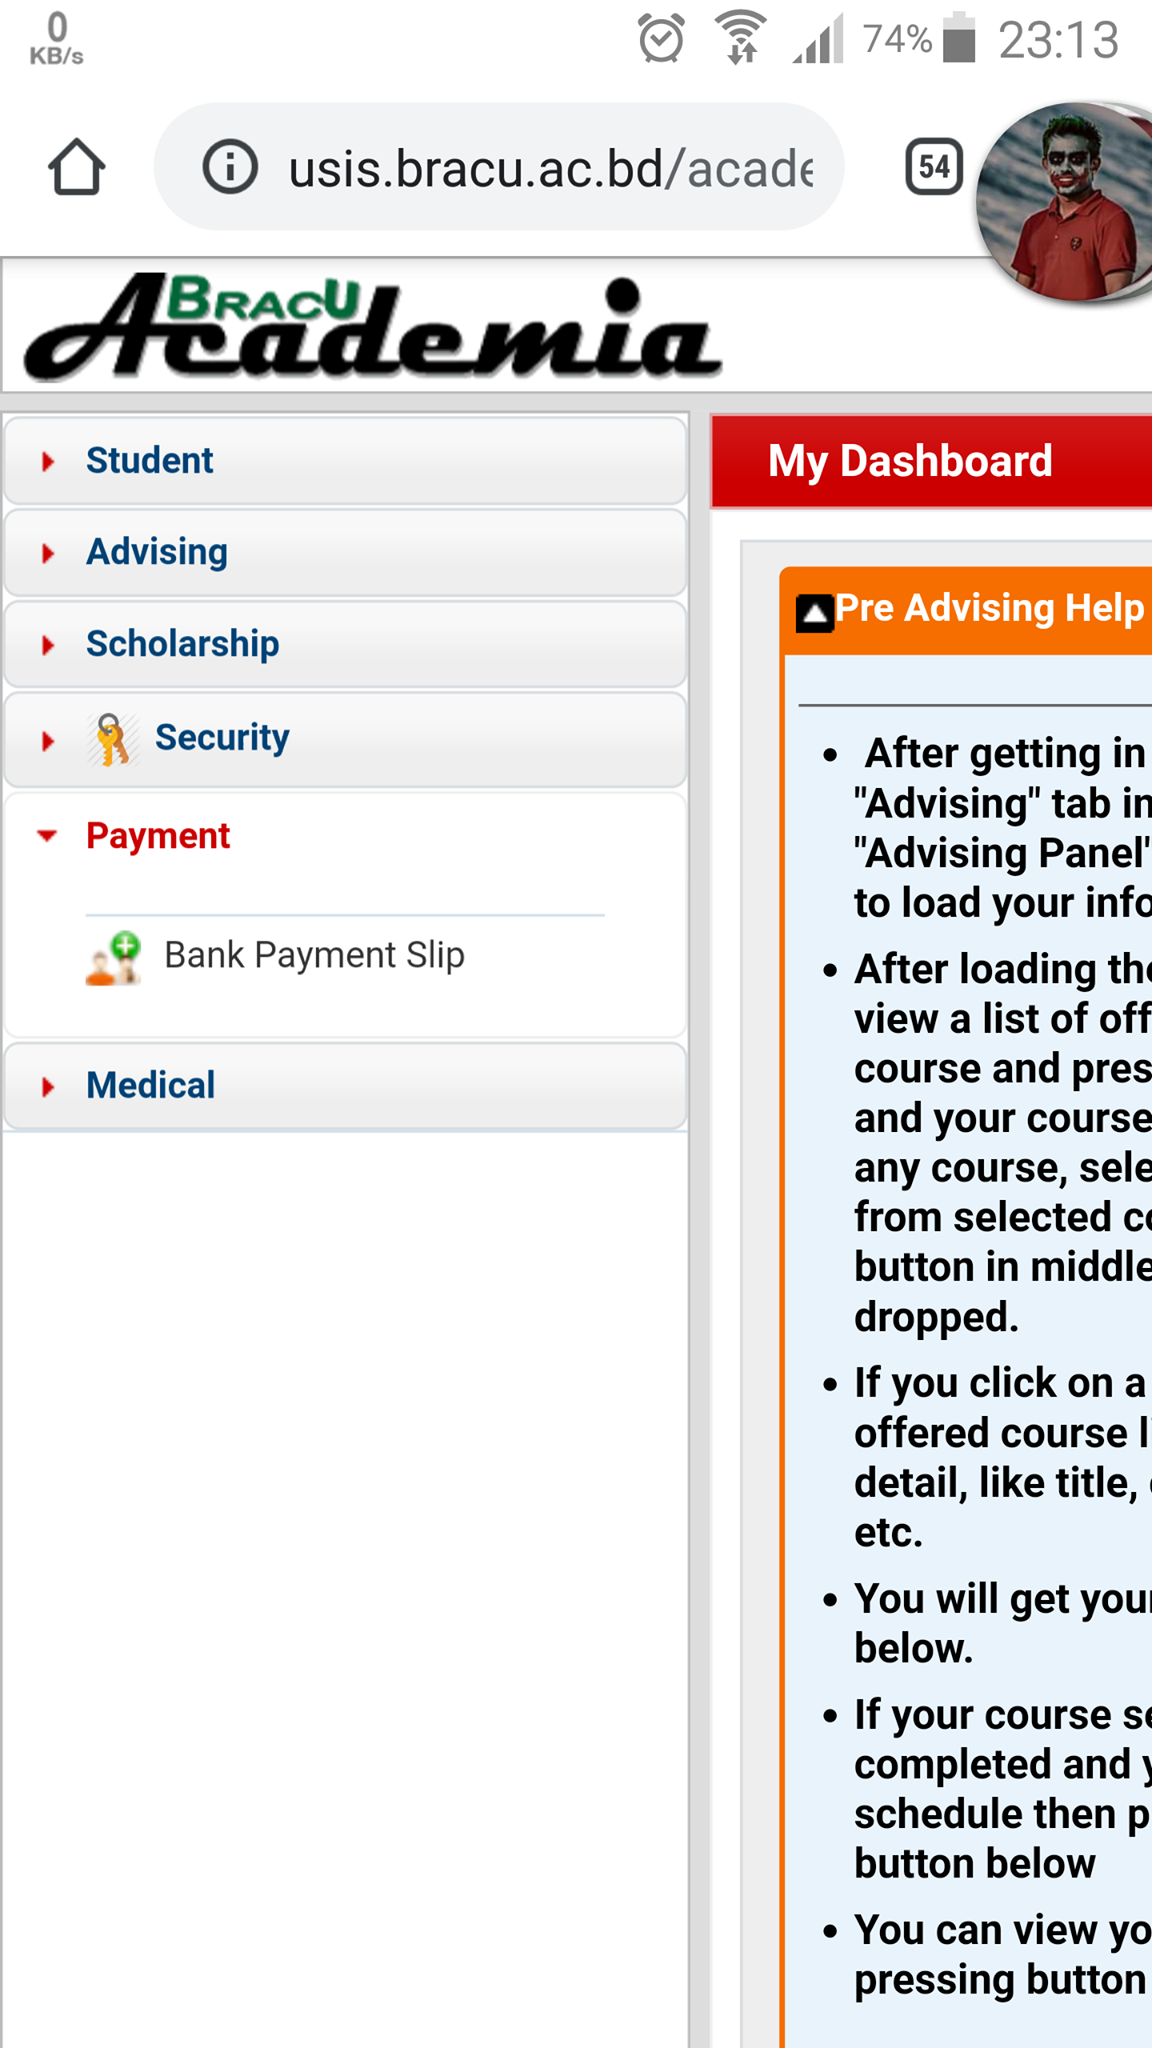 0
KB/s
74%
23:13
usis.bracu.ac.bd/acade
54
BRACU
Academia
Student
Advising
Scholarship
Security
Payment
Bank Payment Slip
Medical
My Dashboard
Pre Advising Help
After getting in
"Advising" tab in
"Advising Panel"
to load your info
After loading the
view a list of off
course and pres
and your course
any course, sele
from selected co
button in middle
dropped.
If you click on a
offered course li
detail, like title,
etc.
You will get your
below.
If your course se
completed and y
schedule then p
button below
You can view yo
pressing button